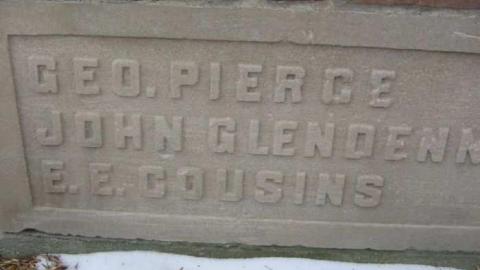 GEO. PIERCE
JOHN GLENDENN
E. E. COUSINS